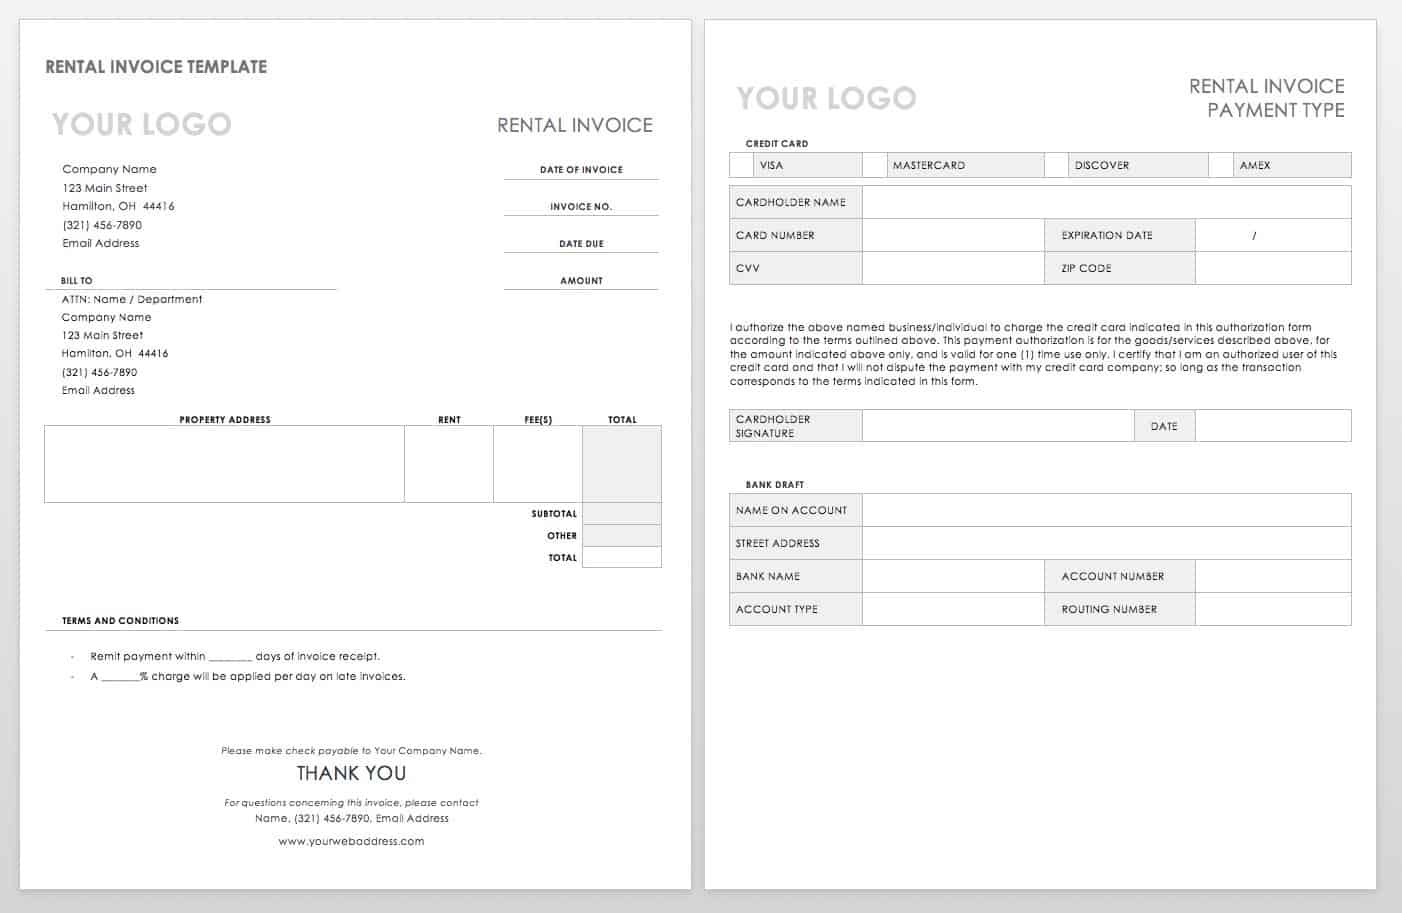 RENTAL INVOICE TEMPLATE
YOUR LOGO
RENTAL INVOICE
Company Name
123 Main Street
Hamilton, OH  44416
(321) 456-7890
Email Address
DATE OF INVOICE
INVOICE NO.
DATE DUE
AMOUNT
BILL TO
ATTN: Name / Department
Company Name
123 Main Street
Hamilton, OH  44416
(321) 456-7890
Email Address
PROPERTY ADDRESS RENT FEE(S) TOTAL
SUBTOTAL
OTHER
TOTAL
TERMS AND CONDITIONS
- Remit payment within _______ days of invoice receipt.
- A ______% charge will be applied per day on late invoices.
Please make check payable to Your Company Name.
THANK YOU
For questions concerning this invoice, please contact
Name, (321) 456-7890, Email Address
www.yourwebaddress.com
YOUR LOGO
RENTAL INVOICE
PAYMENT TYPE
CREDIT CARD
VISA MASTERCARD DISCOVER AMEX
CARDHOLDER NAME
CARD NUMBER EXPIRATION DATE /
CVV ZIP CODE
I authorize the above named business/individual to charge the credit card indicated in this authorization form
according to the terms outlined above. This payment authorization is for the goods/services described above, for
the amount indicated above only, and is valid for one (1) time use only. I certify that I am an authorized user of this
credit card and that I will not dispute the payment with my credit card company; so long as the transaction
corresponds to the terms indicated in this form.
CARDHOLDER
SIGNATURE
DATE
BANK DRAFT
NAME ON ACCOUNT
STREET ADDRESS
BANK NAME ACCOUNT NUMBER
ACCOUNT TYPE ROUTING NUMBER